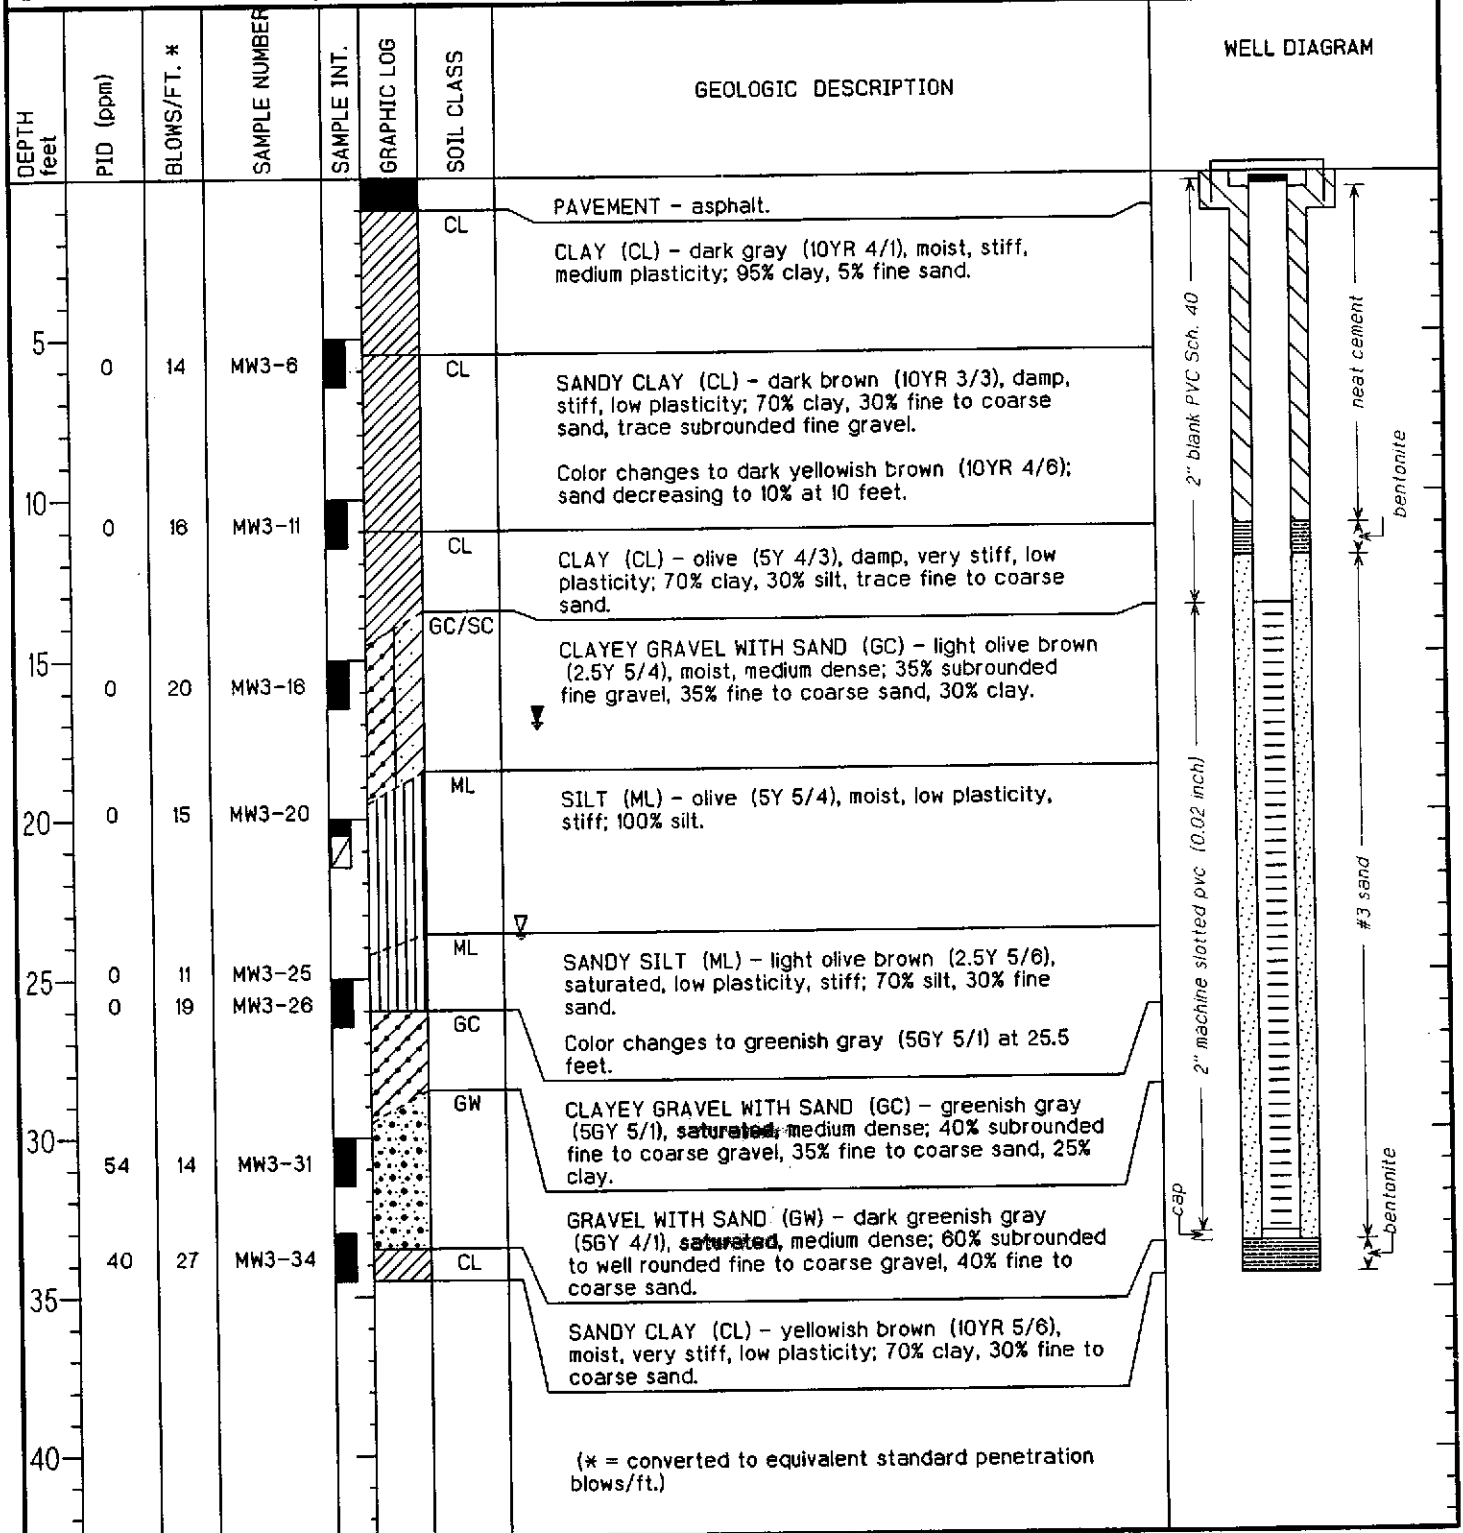 DEPTH
feet
PID (ppm)
BLOWS/FT. *
SAMPLE NUMBER
SAMPLE INT.
GRAPHIC LOG
SOIL CLASS
GEOLOGIC DESCRIPTION
WELL DIAGRAM
PAVEMENT - asphalt.
CL
CLAY (CL) - dark gray (10YR 4/1), moist, stiff,
medium plasticity; 95% clay, 5% fine sand.
5
0 14 MW3-6
CL
SANDY CLAY (CL) - dark brown (10YR 3/3), damp,
stiff, low plasticity; 70% clay, 30% fine to coarse
sand, trace subrounded fine gravel.
Color changes to dark yellowish brown (10YR 4/6);
sand decreasing to 10% at 10 feet.
10
0 16 MW3-11
CL
CLAY (CL) - olive (5Y 4/3), damp, very stiff, low
plasticity; 70% clay, 30% silt, trace fine to coarse
sand.
GC/SC
CLAYEY GRAVEL WITH SAND (GC) - light olive brown
(2.5Y 5/4), moist, medium dense; 35% subrounded
fine gravel, 35% fine to coarse sand, 30% clay.
15
0 20 MW3-16
ML
SILT (ML) - olive (5Y 5/4), moist, low plasticity,
stiff; 100% silt.
20
0 15 MW3-20
ML
SANDY SILT (ML) - light olive brown (2.5Y 5/6),
saturated, low plasticity, stiff; 70% silt, 30% fine
sand.
Color changes to greenish gray (5GY 5/1) at 25.5
feet.
25
0 11 MW3-25
0 19 MW3-26
GC
GW
CLAYEY GRAVEL WITH SAND (GC) - greenish gray
(5GY 5/1), saturated, medium dense; 40% subrounded
fine to coarse gravel, 35% fine to coarse sand, 25%
clay.
30
54 14 MW3-31
GRAVEL WITH SAND (GW) - dark greenish gray
(5GY 4/1), saturated, medium dense; 60% subrounded
to well rounded fine to coarse gravel, 40% fine to
coarse sand.
40 27 MW3-34
CL
35
SANDY CLAY (CL) - yellowish brown (10YR 5/6),
moist, very stiff, low plasticity; 70% clay, 30% fine to
coarse sand.
40
(* = converted to equivalent standard penetration
blows/ft.)
2" blank PVC Sch. 40
neat cement
bentonite
2" machine slotted pvc (0.02 inch)
#3 sand
cap
bentonite